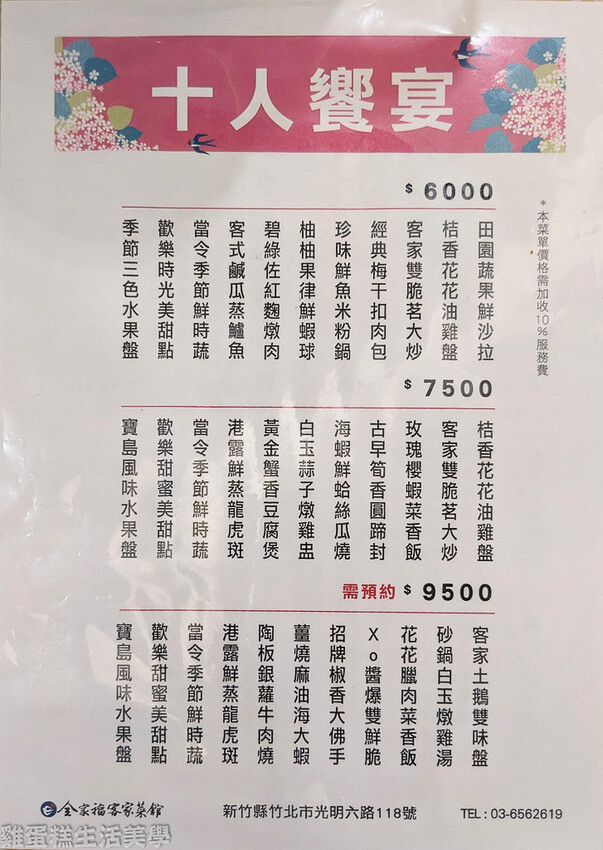 十人饗宴
*本菜單價格需加收10%服務費
$ 6000
田園蔬果鮮沙拉
桔香花花油雞盤
客家雙脆茗大炒
經典梅干扣肉包
珍味鮮魚米粉鍋
柚柚果律鮮蝦球
碧綠佐紅麴燉肉
客式鹹瓜蒸鱸魚
當令季節鮮時蔬
歡樂時光美甜點
季節三色水果盤
$ 7500
桔香花花油雞盤
客家雙脆茗大炒
玫瑰櫻蝦菜香飯
古早筍香圓蹄封
海蝦鮮蛤絲瓜燒
白玉蒜子燉雞盅
黃金蟹香豆腐煲
港露鮮蒸龍虎斑
當令季節鮮時蔬
歡樂甜蜜美甜點
寶島風味水果盤
需預約 $ 9500
客家土鵝雙味盤
砂鍋白玉燉雞湯
花花臘肉菜香飯
Xo醬爆雙鮮脆
招牌椒香大佛手
薑燒麻油海大蝦
陶板銀蘿牛肉燒
港露鮮蒸龍虎斑
當令季節鮮時蔬
歡樂甜蜜美甜點
寶島風味水果盤
全家福客家菜館
新竹縣竹北市光明六路118號
TEL : 03-6562619
雞蛋糕生活美學